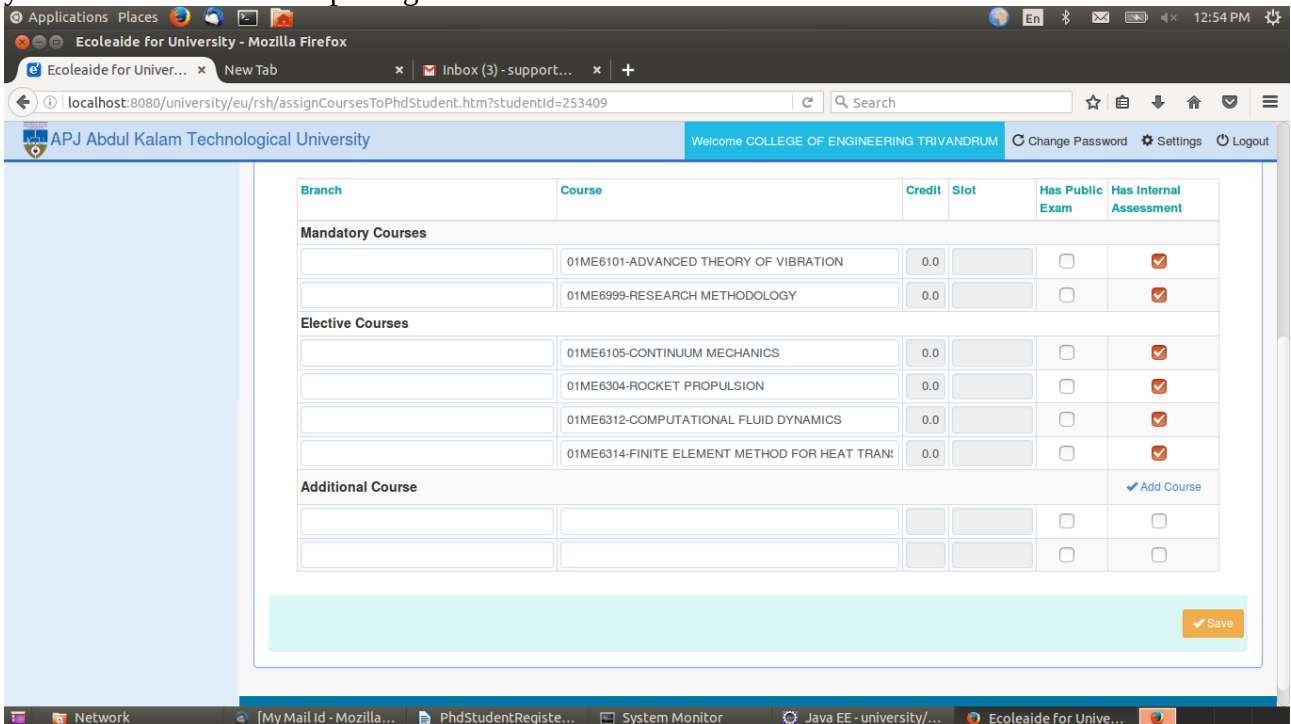 Applications Places En 12:54 PM
Ecoleaide for University - Mozilla Firefox
Ecoleaide for Univer... × New Tab × Inbox (3) - support... × +
localhost:8080/university/eu/rsh/assignCoursesToPhdStudent.htm?studentId=253409 Search
APJ Abdul Kalam Technological University Welcome COLLEGE OF ENGINEERING TRIVANDRUM Change Password Settings Logout
Branch Course Credit Slot Has Public Exam Has Internal Assessment
Mandatory Courses
01ME6101-ADVANCED THEORY OF VIBRATION 0.0
01ME6999-RESEARCH METHODOLOGY 0.0
Elective Courses
01ME6105-CONTINUUM MECHANICS 0.0
01ME6304-ROCKET PROPULSION 0.0
01ME6312-COMPUTATIONAL FLUID DYNAMICS 0.0
01ME6314-FINITE ELEMENT METHOD FOR HEAT TRANS 0.0
Additional Course Add Course
Save
Network [My Mail Id - Mozilla... PhdStudentRegiste... System Monitor Java EE - university/... Ecoleaide for Unive...